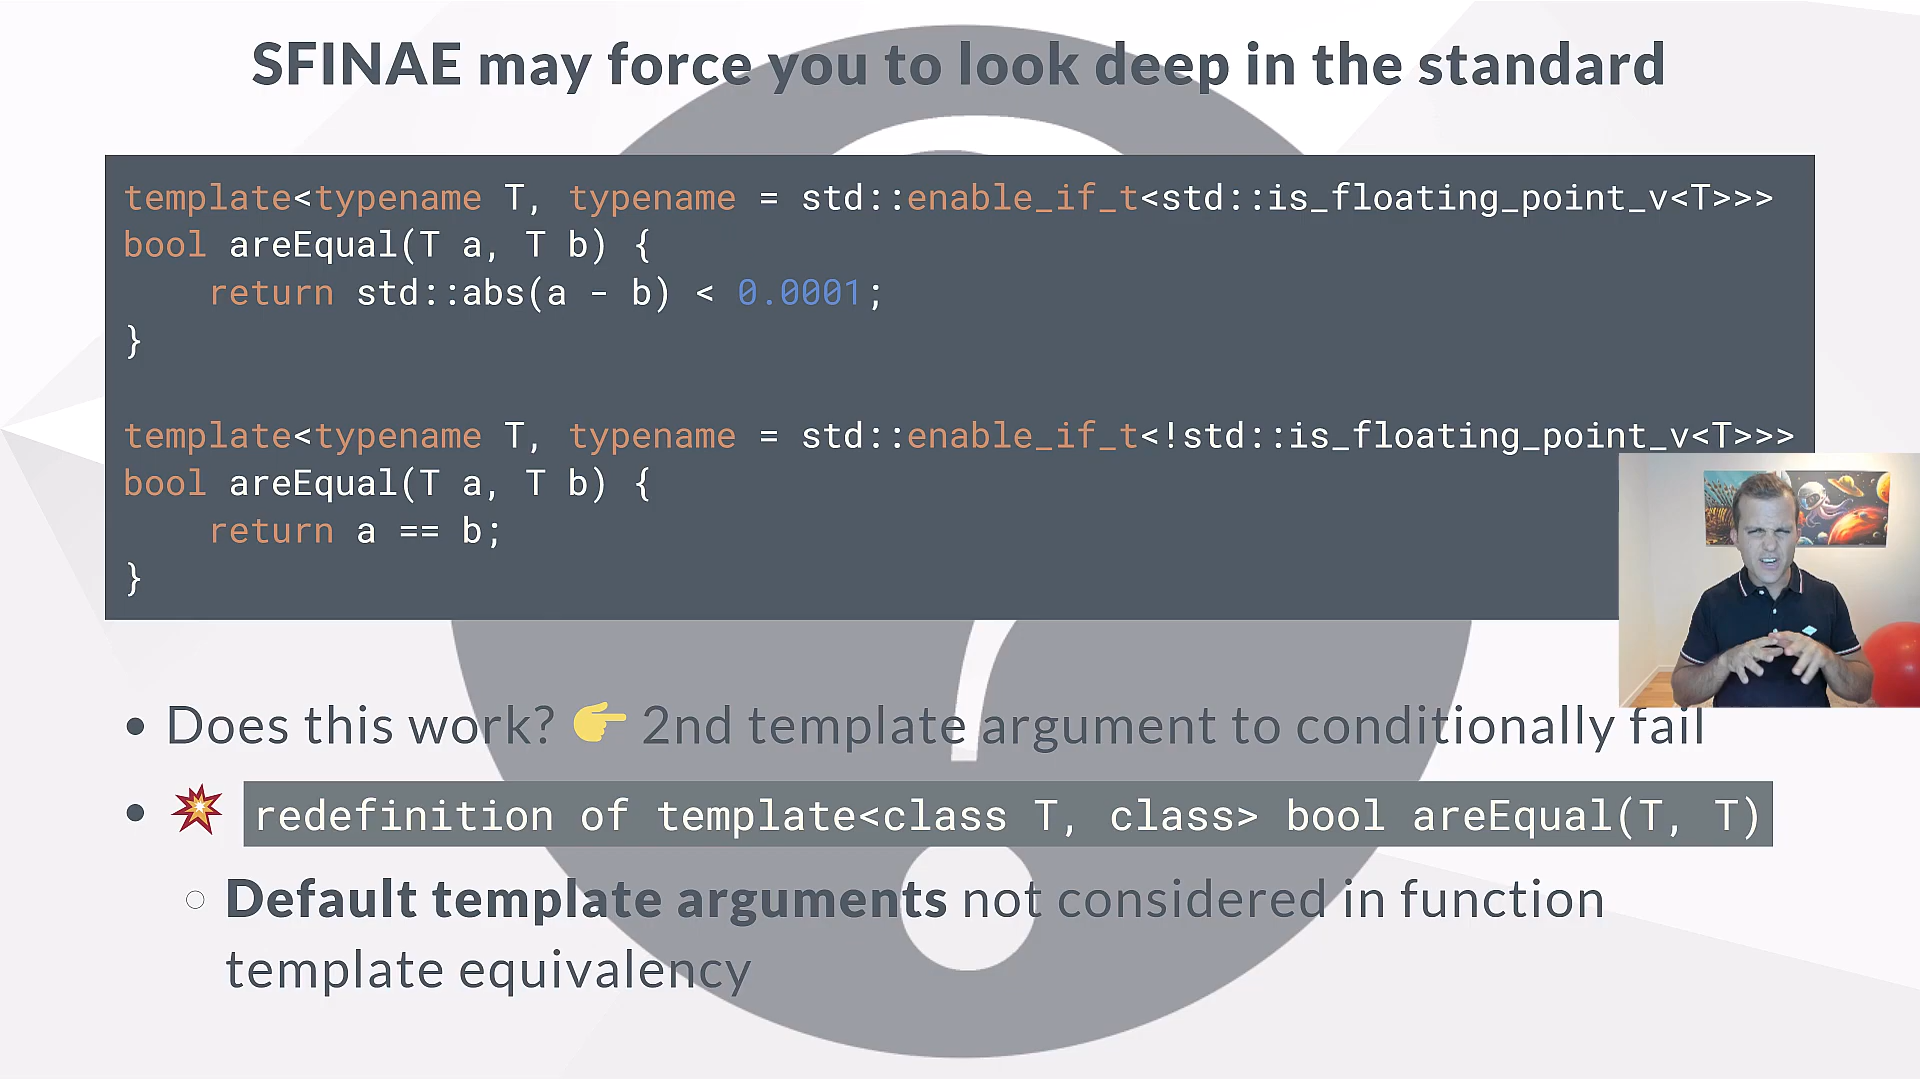 SFINAE may force you to look deep in the standard
template<typename T, typename = std::enable_if_t<std::is_floating_point_v<T>>>
bool areEqual(T a, T b) {
    return std::abs(a - b) < 0.0001;
}
template<typename T, typename = std::enable_if_t<!std::is_floating_point_v<T>>>
bool areEqual(T a, T b) {
    return a == b;
}
• Does this work? 👉 2nd template argument to conditionally fail
• 💥 redefinition of template<class T, class> bool areEqual(T, T)
○ Default template arguments not considered in function
template equivalency